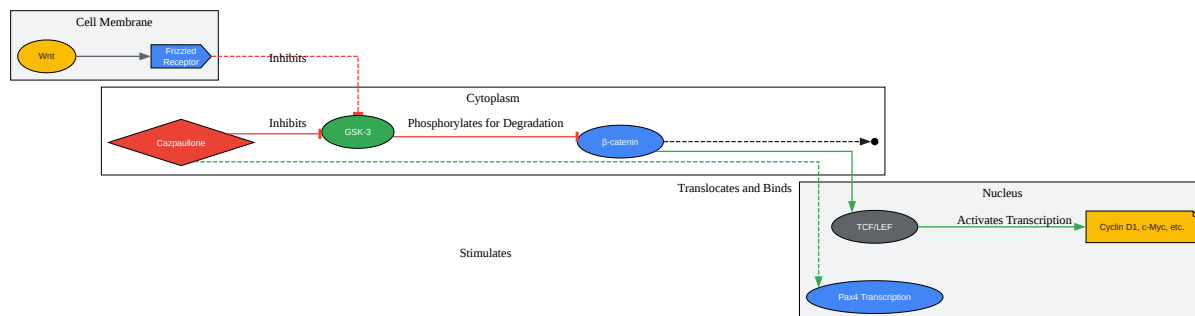 Cell Membrane
Wnt
Frizzled
Receptor
Inhibits
Cytoplasm
Cazpaullone
Inhibits
GSK-3
Phosphorylates for Degradation
β-catenin
Translocates and Binds
Nucleus
TCF/LEF
Activates Transcription
Cyclin D1, c-Myc, etc.
Stimulates
Pax4 Transcription